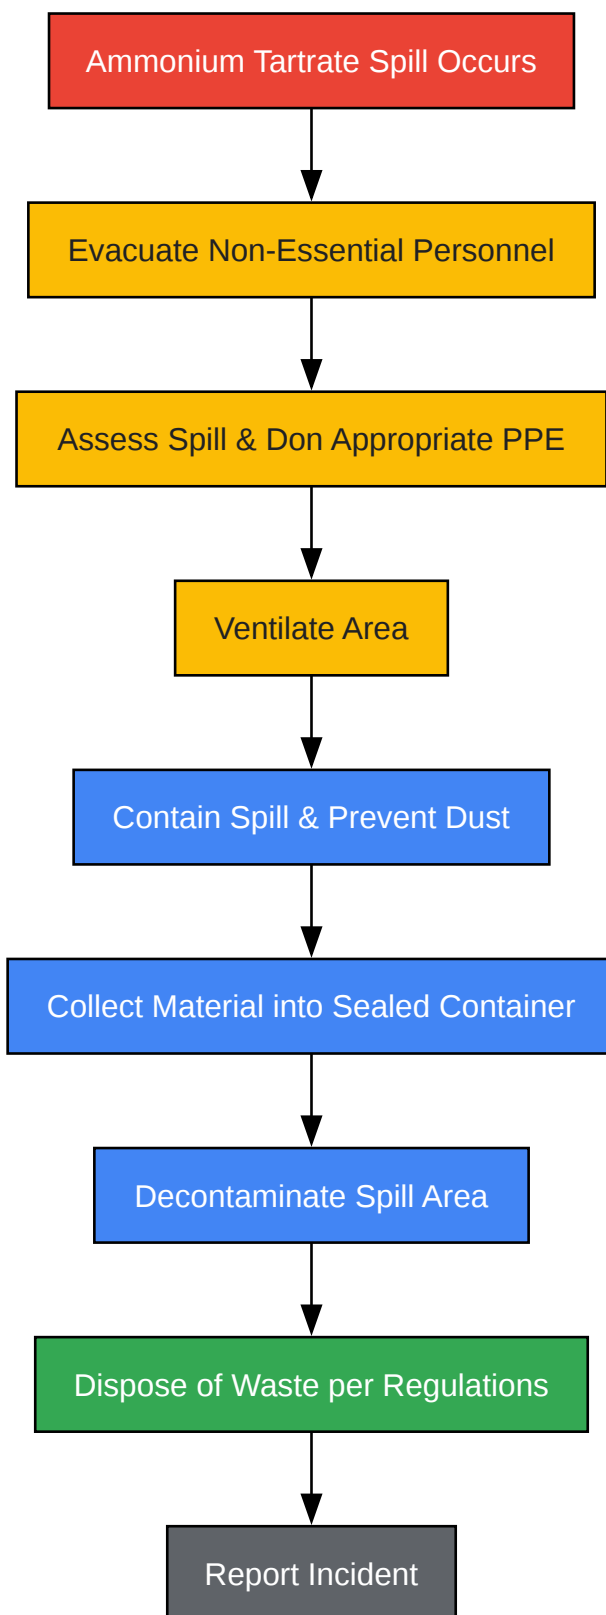 Ammonium Tartrate Spill Occurs
Evacuate Non-Essential Personnel
Assess Spill & Don Appropriate PPE
Ventilate Area
Contain Spill & Prevent Dust
Collect Material into Sealed Container
Decontaminate Spill Area
Dispose of Waste per Regulations
Report Incident